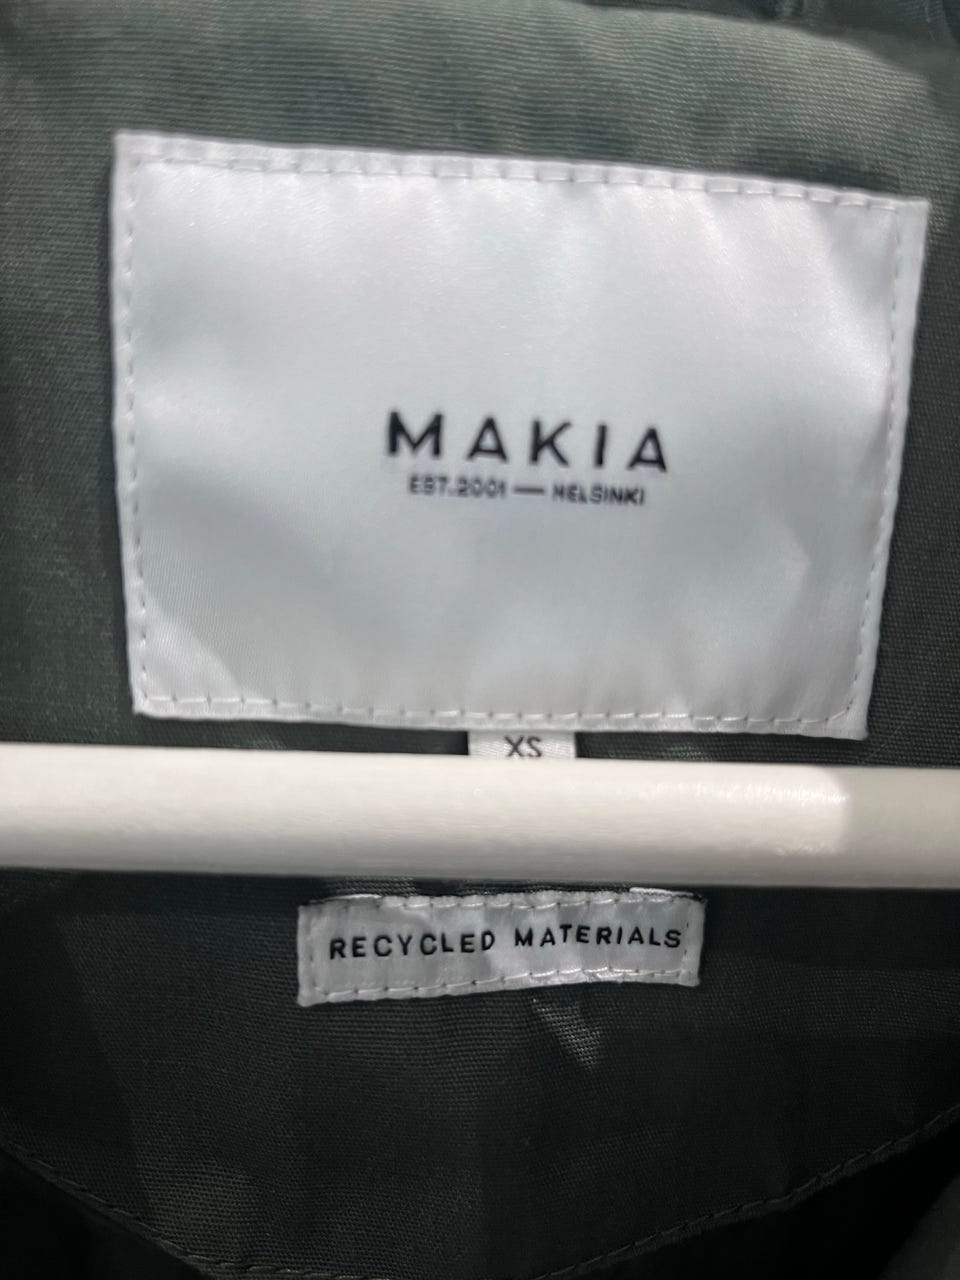 MAKIA
EST.2001 — HELSINKI
XS
RECYCLED MATERIALS